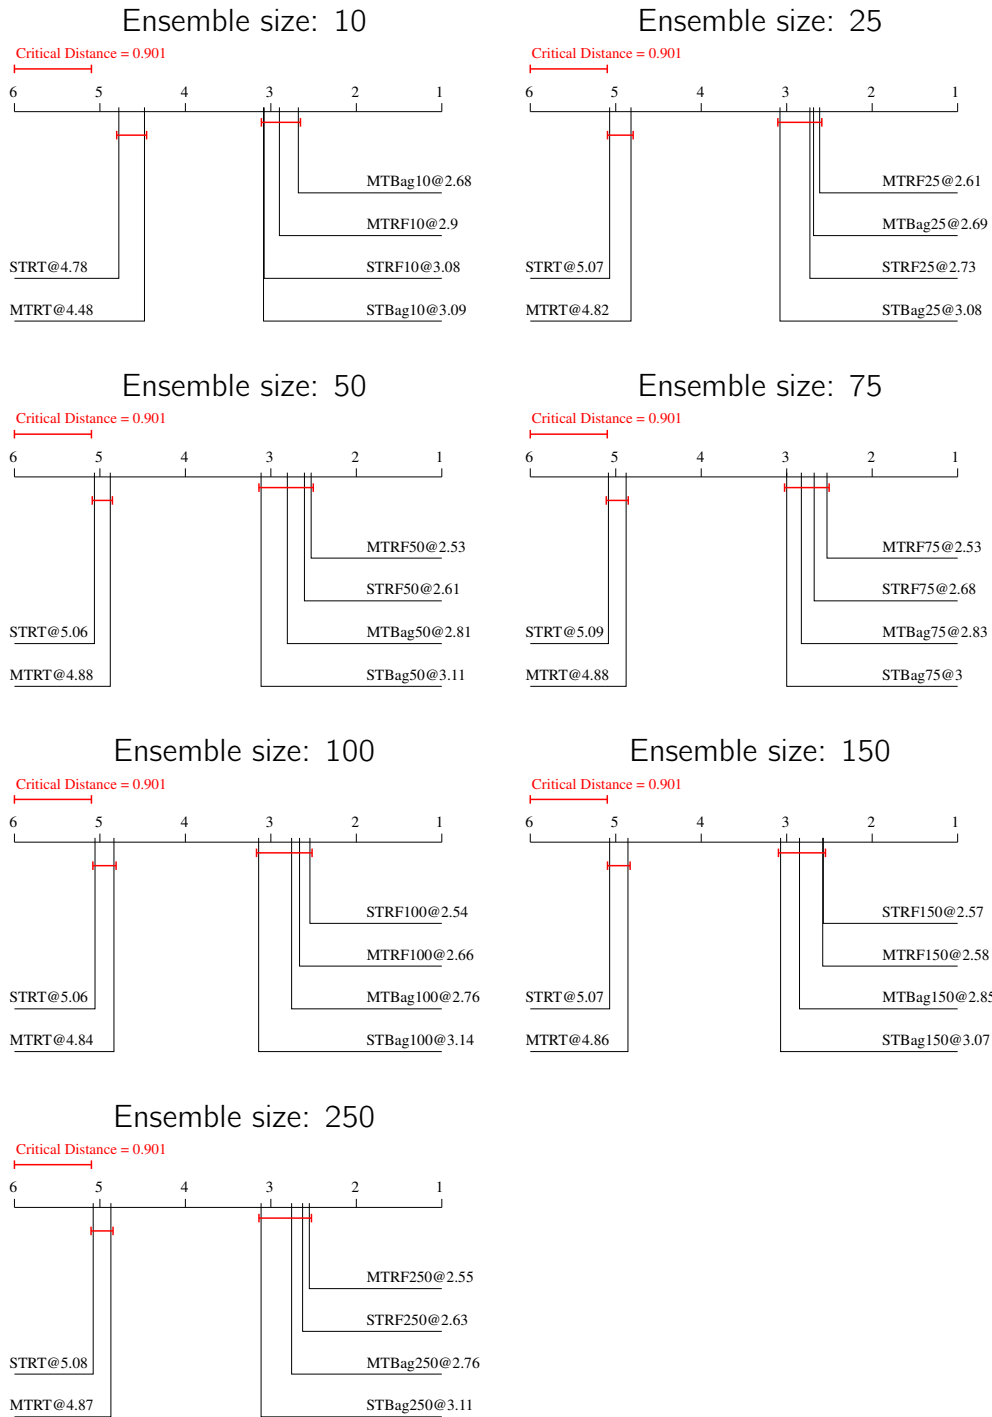 Ensemble size: 10
Critical Distance = 0.901
6 5 4 3 2 1
MTBag10@2.68
MTRF10@2.9
STRT@4.78
STRF10@3.08
MTRT@4.48
STBag10@3.09
Ensemble size: 25
Critical Distance = 0.901
6 5 4 3 2 1
MTRF25@2.61
MTBag25@2.69
STRT@5.07
STRF25@2.73
MTRT@4.82
STBag25@3.08
Ensemble size: 50
Critical Distance = 0.901
6 5 4 3 2 1
MTRF50@2.53
STRF50@2.61
STRT@5.06
MTBag50@2.81
MTRT@4.88
STBag50@3.11
Ensemble size: 75
Critical Distance = 0.901
6 5 4 3 2 1
MTRF75@2.53
STRF75@2.68
STRT@5.09
MTBag75@2.83
MTRT@4.88
STBag75@3
Ensemble size: 100
Critical Distance = 0.901
6 5 4 3 2 1
STRF100@2.54
MTRF100@2.66
STRT@5.06
MTBag100@2.76
MTRT@4.84
STBag100@3.14
Ensemble size: 150
Critical Distance = 0.901
6 5 4 3 2 1
STRF150@2.57
MTRF150@2.58
STRT@5.07
MTBag150@2.85
MTRT@4.86
STBag150@3.07
Ensemble size: 250
Critical Distance = 0.901
6 5 4 3 2 1
MTRF250@2.55
STRF250@2.63
STRT@5.08
MTBag250@2.76
MTRT@4.87
STBag250@3.11